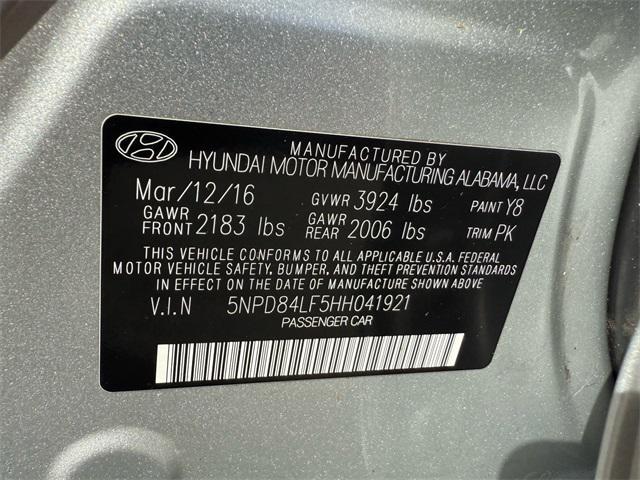 MANUFACTURED BY
HYUNDAI MOTOR MANUFACTURING ALABAMA, LLC
Mar/12/16 GVWR 3924 lbs PAINT Y8
GAWR FRONT 2183 lbs GAWR REAR 2006 lbs TRIM PK
THIS VEHICLE CONFORMS TO ALL APPLICABLE U.S.A. FEDERAL
MOTOR VEHICLE SAFETY, BUMPER, AND THEFT PREVENTION STANDARDS
IN EFFECT ON THE DATE OF MANUFACTURE SHOWN ABOVE
V.I.N 5NPD84LF5HH041921
PASSENGER CAR